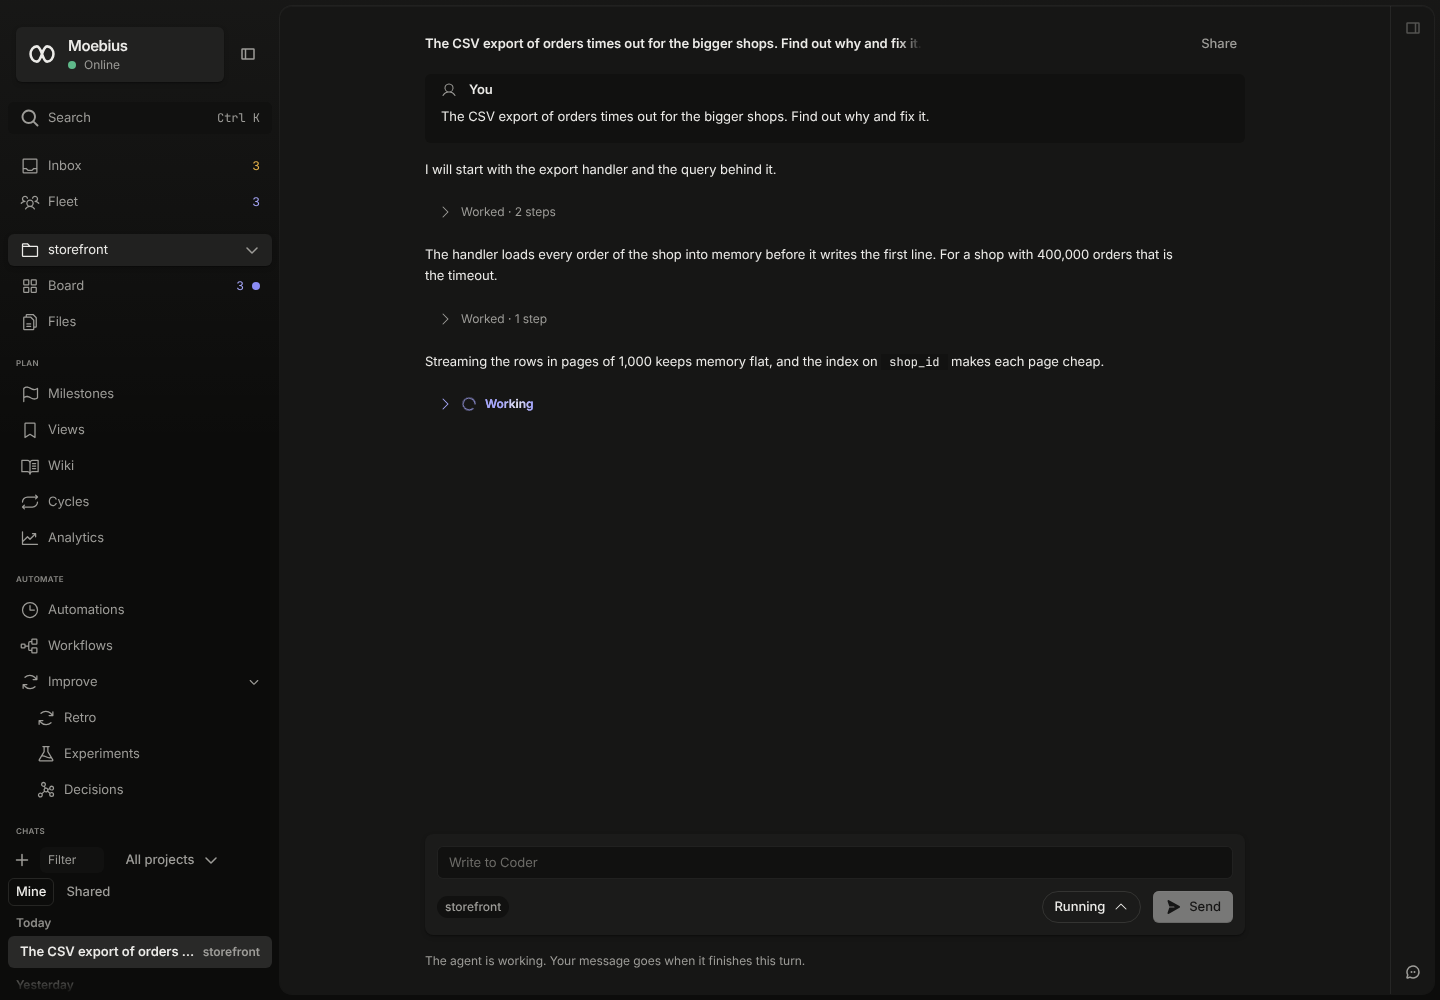 Moebius
Online
Search Ctrl K
Inbox 3
Fleet 3
storefront
Board 3
Files
PLAN
Milestones
Views
Wiki
Cycles
Analytics
AUTOMATE
Automations
Workflows
Improve
Retro
Experiments
Decisions
CHATS
Filter All projects
Mine Shared
Today
The CSV export of orders ... storefront
Yesterday
The CSV export of orders times out for the bigger shops. Find out why and fix it.
Share
You
The CSV export of orders times out for the bigger shops. Find out why and fix it.
I will start with the export handler and the query behind it.
Worked · 2 steps
The handler loads every order of the shop into memory before it writes the first line. For a shop with 400,000 orders that is
the timeout.
Worked · 1 step
Streaming the rows in pages of 1,000 keeps memory flat, and the index on shop_id makes each page cheap.
Working
Write to Coder
storefront Running Send
The agent is working. Your message goes when it finishes this turn.